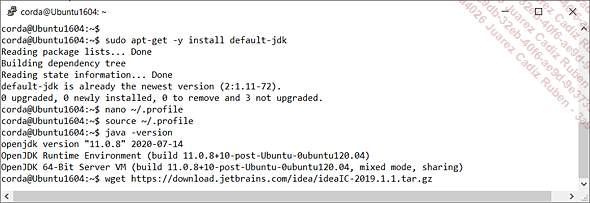 corda@Ubuntu1604: ~
corda@Ubuntu1604:~$
corda@Ubuntu1604:~$ sudo apt-get -y install default-jdk
Reading package lists... Done
Building dependency tree
Reading state information... Done
default-jdk is already the newest version (2:1.11-72).
0 upgraded, 0 newly installed, 0 to remove and 3 not upgraded.
corda@Ubuntu1604:~$ nano ~/.profile
corda@Ubuntu1604:~$ source ~/.profile
corda@Ubuntu1604:~$ java -version
openjdk version "11.0.8" 2020-07-14
OpenJDK Runtime Environment (build 11.0.8+10-post-Ubuntu-0ubuntu120.04)
OpenJDK 64-Bit Server VM (build 11.0.8+10-post-Ubuntu-0ubuntu120.04, mixed mode, sharing)
corda@Ubuntu1604:~$ wget https://download.jetbrains.com/idea/ideaIC-2019.1.1.tar.gz
Juarez Cadiz Ruben